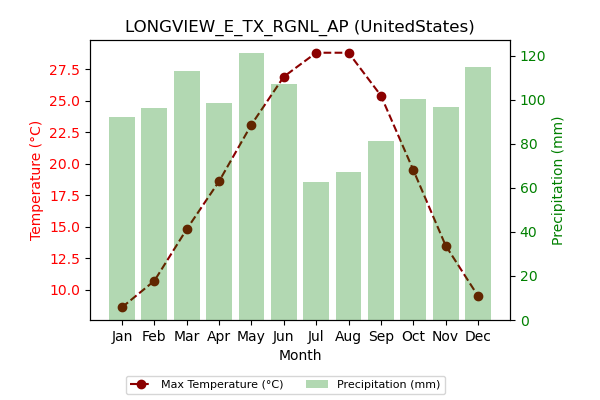 LONGVIEW_E_TX_RGNL_AP (UnitedStates)
27.5
25.0
22.5
20.0
17.5
15.0
12.5
10.0
Temperature (°C)
120
100
80
60
40
20
0
Precipitation (mm)
Jan Feb Mar Apr May Jun Jul Aug Sep Oct Nov Dec
Month
Max Temperature (°C) Precipitation (mm)